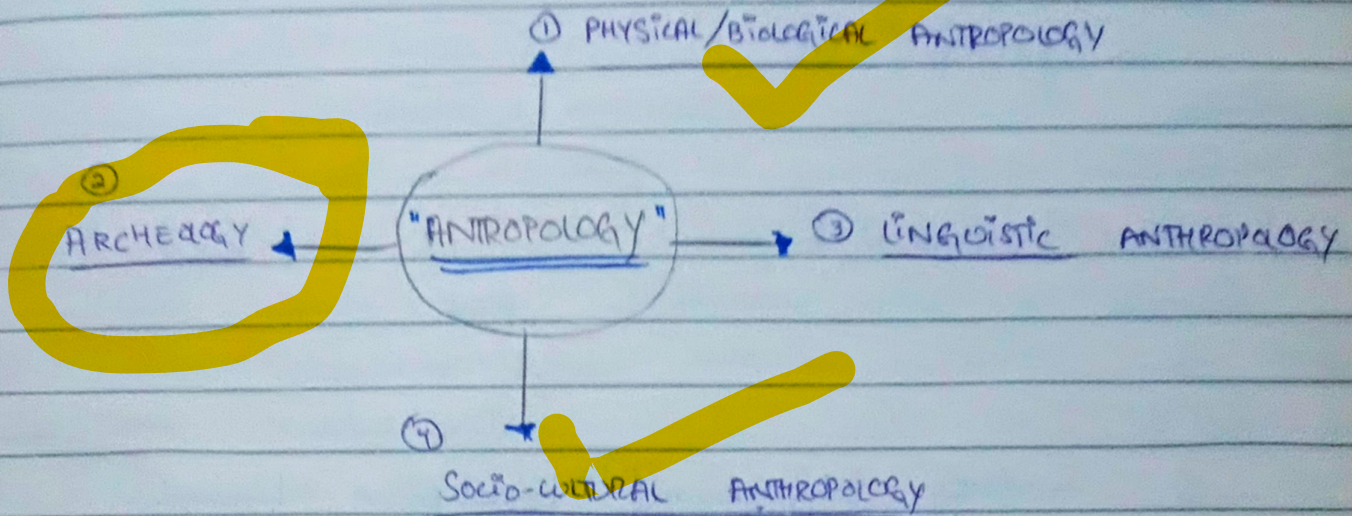 ① PHYSICAL/BIOLOGICAL ANTROPOLOGY
②
ARCHEOLOGY
"ANTROPOLOGY"
③ LINGUISTIC ANTHROPOLOGY
④
SOCIO-CULTURAL ANTHROPOLOGY